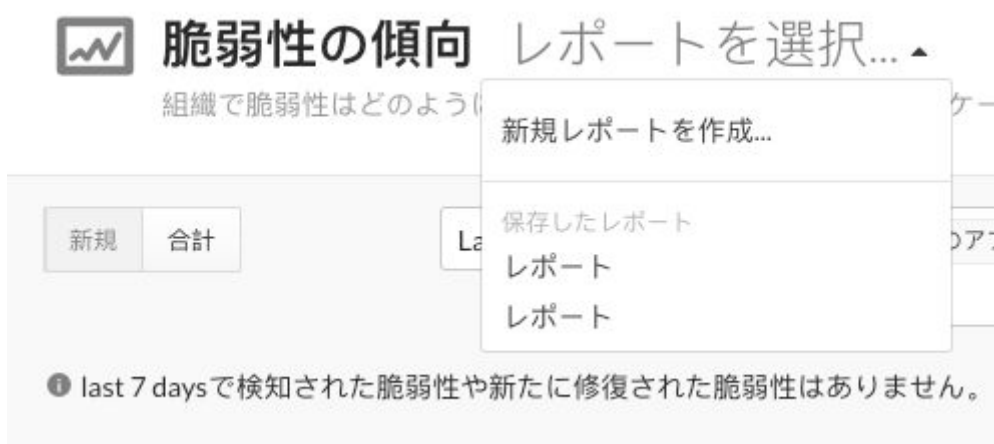 脆弱性の傾向 レポートを選択...
組織で脆弱性はどのように
新規レポートを作成...
新規 合計
保存したレポート
レポート
レポート
last 7 daysで検知された脆弱性や新たに修復された脆弱性はありません。